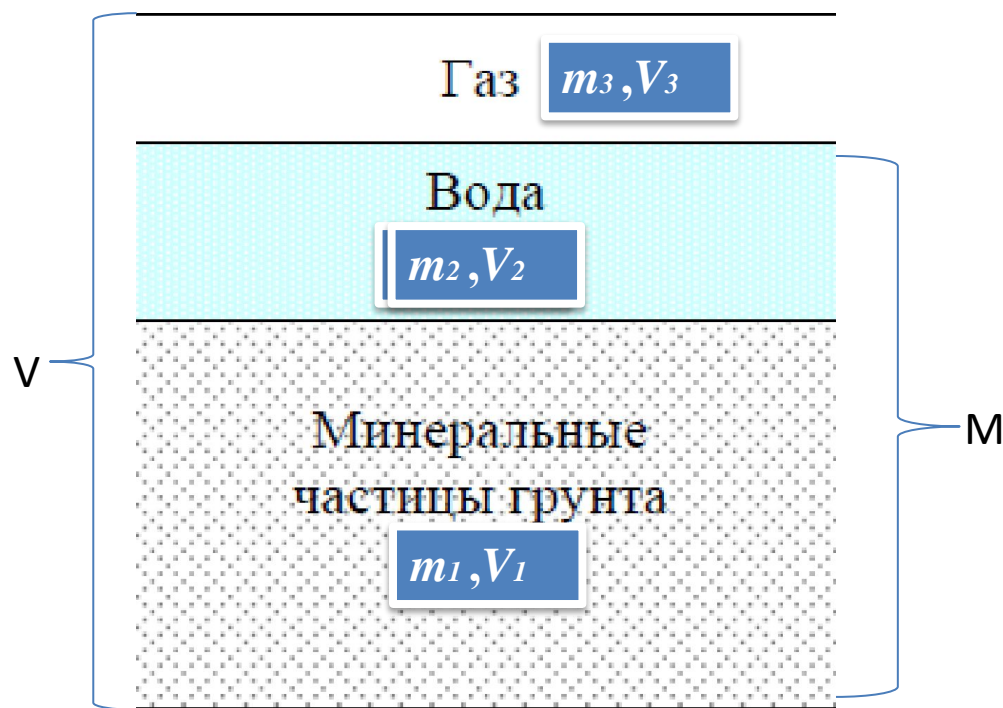 Газ m₃,V₃
Вода
m₂,V₂
V
Минеральные
частицы грунта
M
m₁,V₁